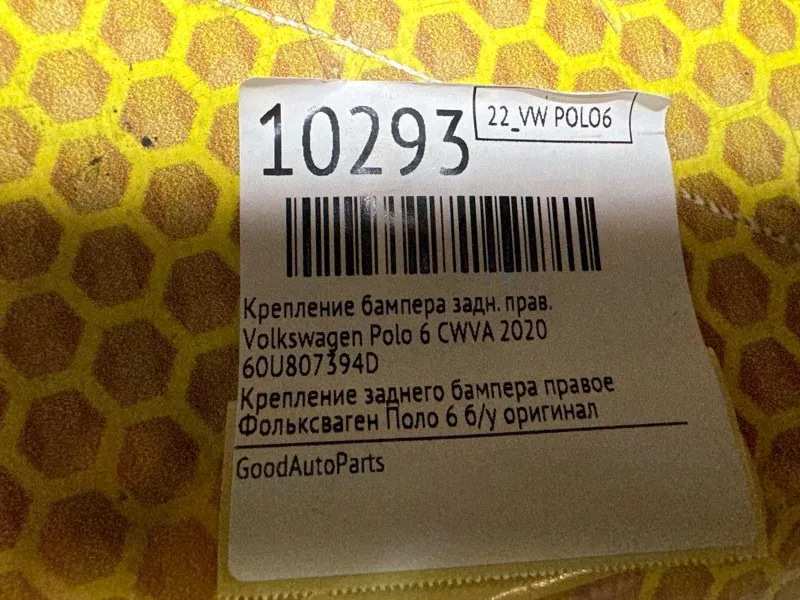 10293
22_VW POLO6
Крепление бампера задн. прав.
Volkswagen Polo 6 CWVA 2020
60U807394D
Крепление заднего бампера правое
Фольксваген Поло 6 б/у оригинал
GoodAutoParts